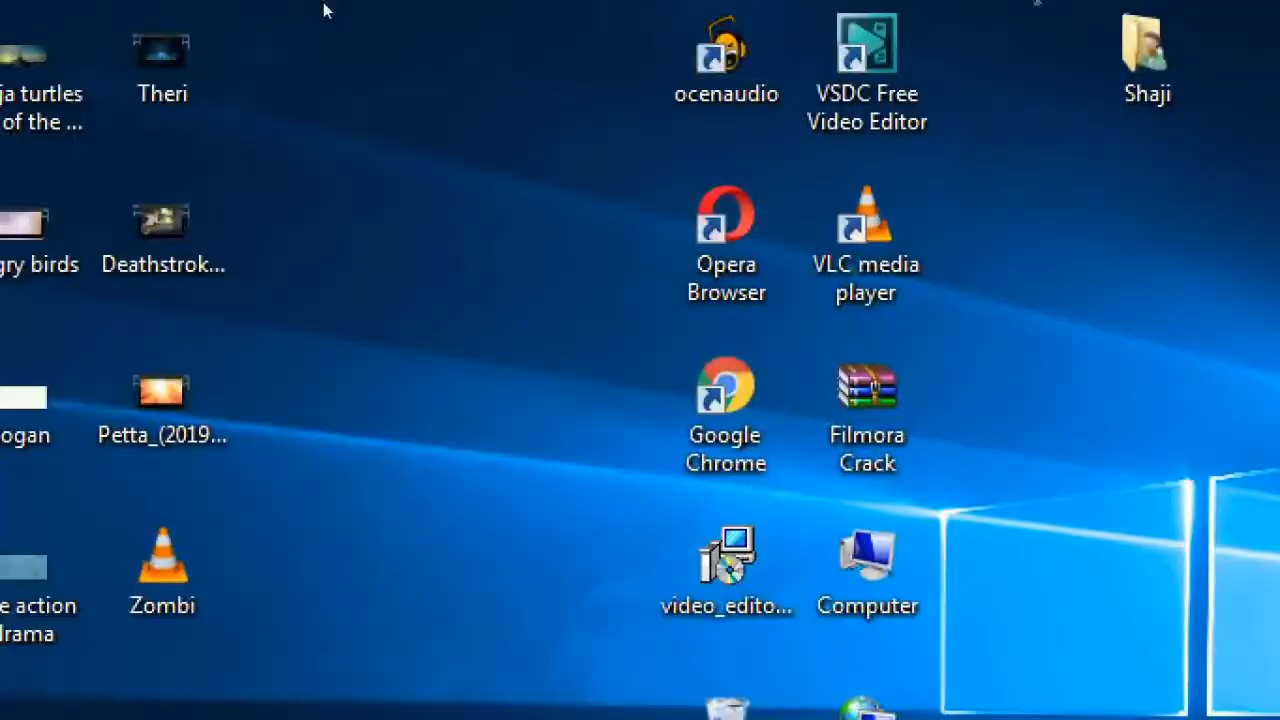 ja turtles
of the ...
Theri
ocenaudio
VSDC Free
Video Editor
Shaji
gry birds
Deathstrok...
Opera
Browser
VLC media
player
ogan
Petta_(2019...
Google
Chrome
Filmora
Crack
e action
drama
Zombi
video_edito...
Computer